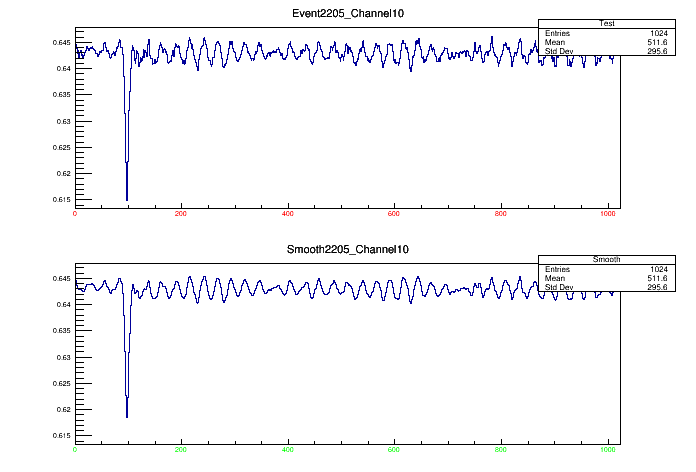 Event2205_Channel10
Test
Entries 1024
Mean 511.6
Std Dev 295.6
0.645
0.64
0.635
0.63
0.625
0.62
0.615
0 200 400 600 800 1000
Smooth2205_Channel10
Smooth
Entries 1024
Mean 511.6
Std Dev 295.6
0.645
0.64
0.635
0.63
0.625
0.62
0.615
0 200 400 600 800 1000